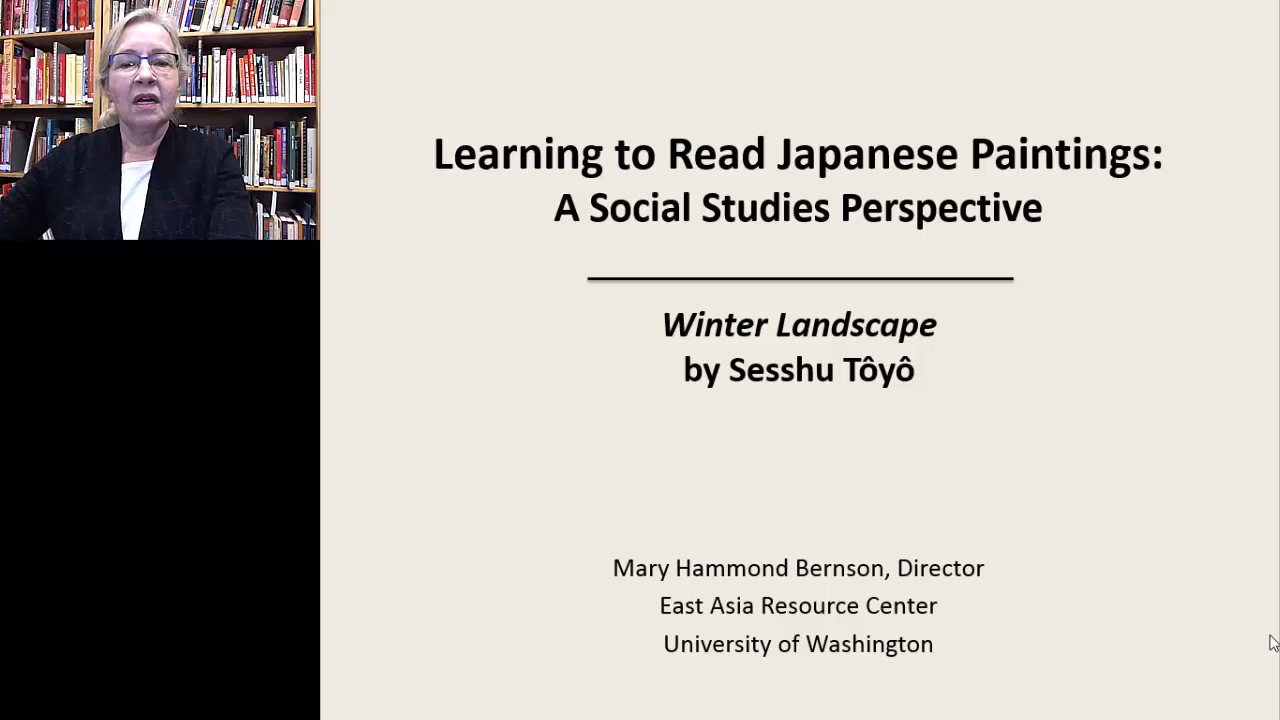 Learning to Read Japanese Paintings:
A Social Studies Perspective
Winter Landscape
by Sesshu Tôyô
Mary Hammond Bernson, Director
East Asia Resource Center
University of Washington